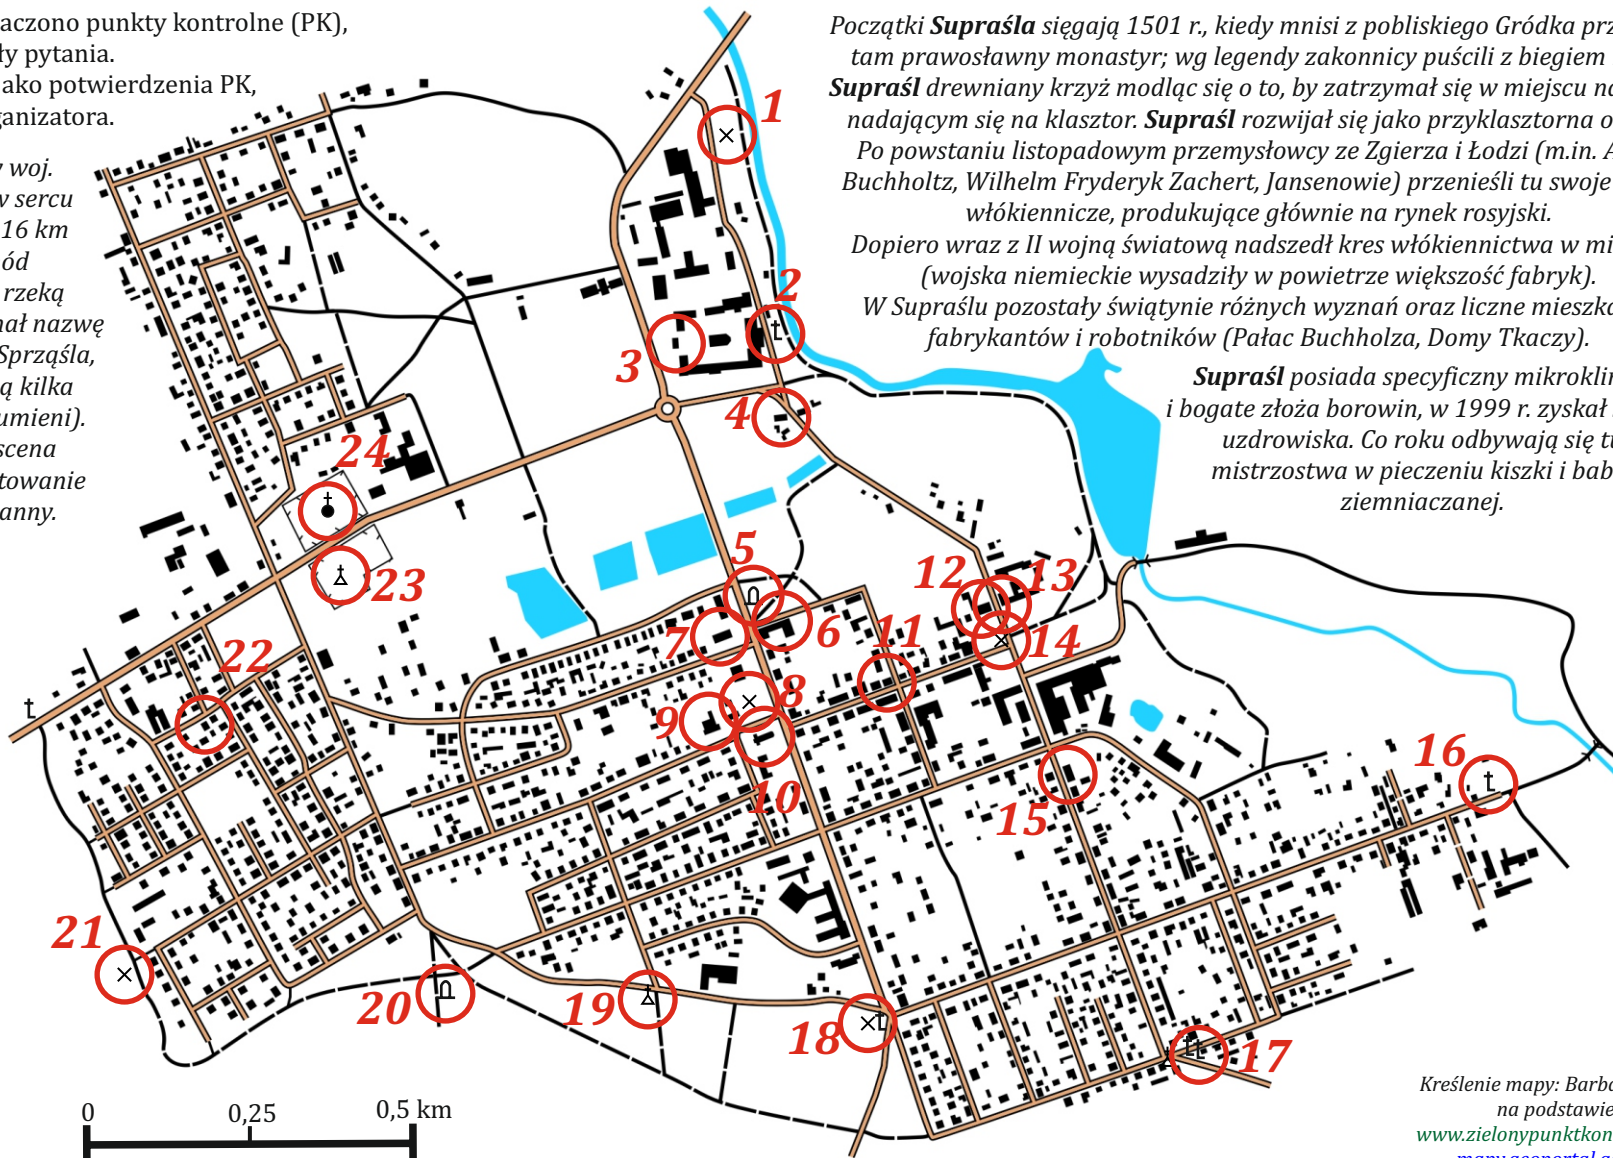 aczono punkty kontrolne (PK),
ły pytania.
ako potwierdzenia PK,
ganizatora.
y woj.
w sercu
16 km
ód
rzeką
nał nazwę
Sprząśla,
ą kilka
umieni).
scena
towanie
anny.
Początki Supraśla sięgają 1501 r., kiedy mnisi z pobliskiego Gródka prz
tam prawosławny monastyr; wg legendy zakonnicy puścili z biegiem
Supraśl drewniany krzyż modląc się o to, by zatrzymał się w miejscu na
nadającym się na klasztor. Supraśl rozwijał się jako przyklasztorna o
Po powstaniu listopadowym przemysłowcy ze Zgierza i Łodzi (m.in. A
Buchholtz, Wilhelm Fryderyk Zachert, Jansenowie) przenieśli tu swoje
włókiennicze, produkujące głównie na rynek rosyjski.
Dopiero wraz z II wojną światową nadszedł kres włókiennictwa w mi
(wojska niemieckie wysadziły w powietrze większość fabryk).
W Supraślu pozostały świątynie różnych wyznań oraz liczne mieszk
fabrykantów i robotników (Pałac Buchholza, Domy Tkaczy).
Supraśl posiada specyficzny mikroklin
i bogate złoża borowin, w 1999 r. zyskał
uzdrowiska. Co roku odbywają się tu
mistrzostwa w pieczeniu kiszki i bab
ziemniaczanej.
1
2
3
4
24
5
12
13
23
7
6
11
14
22
8
9
16
10
15
21
20
19
18
17
0
0,25
0,5 km
Kreślenie mapy: Barba
na podstawie
www.zielonypunktkon